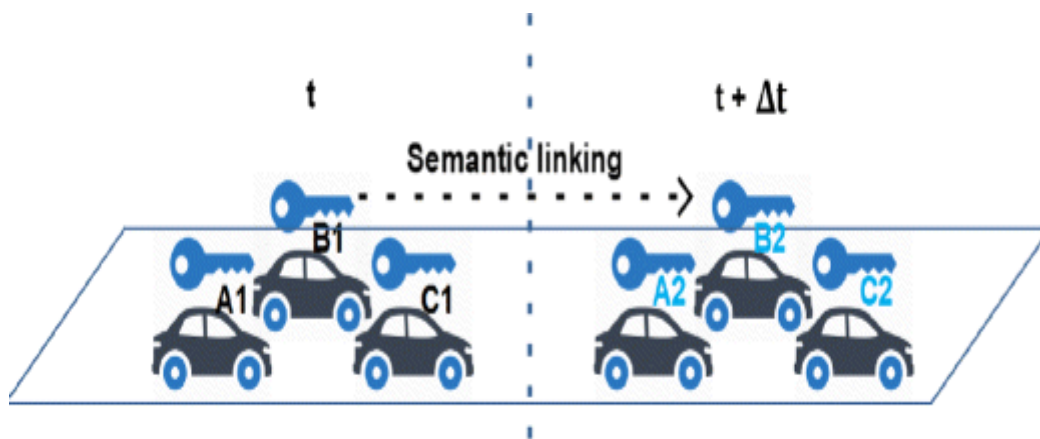 t
t + Δt
Semantic linking
B1
B2
A1
C1
A2
C2